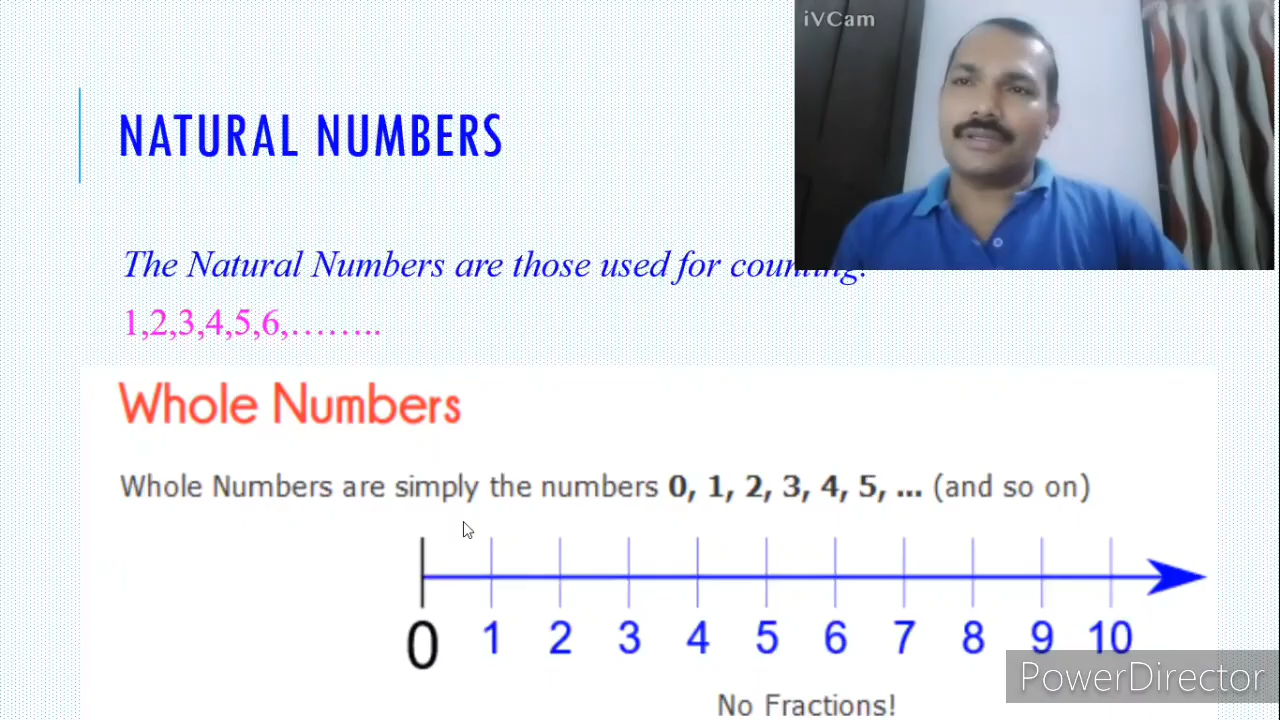 iVCam
NATURAL NUMBERS
The Natural Numbers are those used for counting.
1,2,3,4,5,6,……..
Whole Numbers
Whole Numbers are simply the numbers 0, 1, 2, 3, 4, 5, ... (and so on)
0 1 2 3 4 5 6 7 8 9 10
PowerDirector
No Fractions!